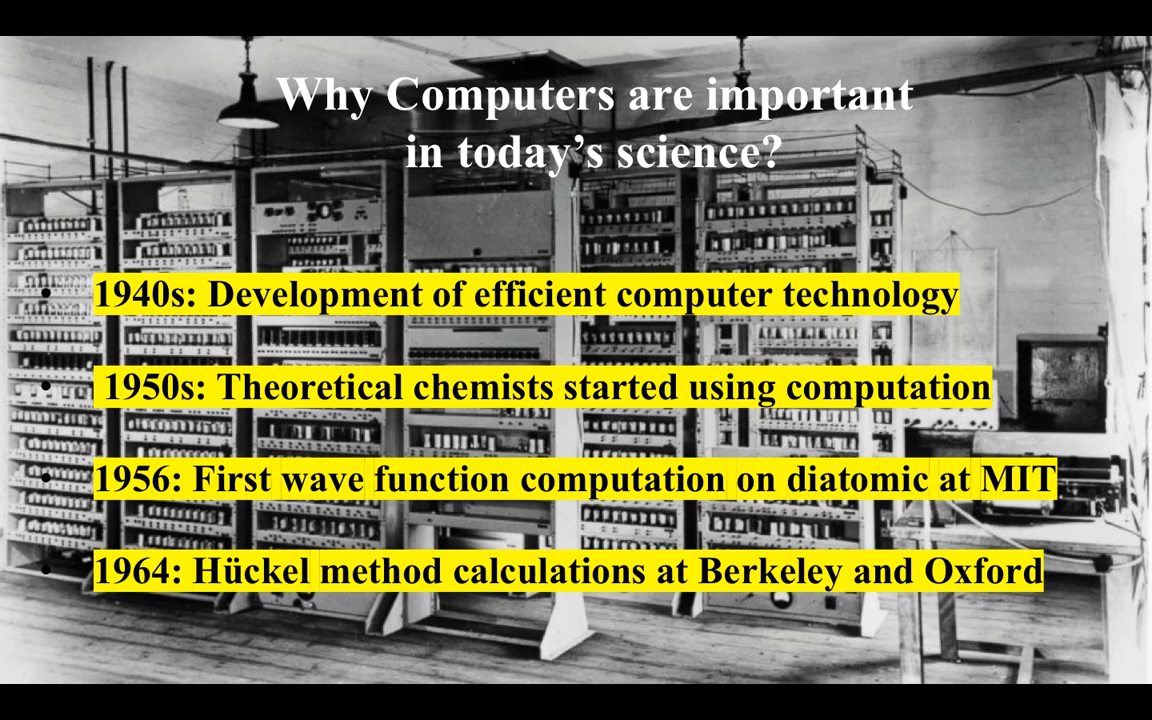 Why Computers are important
in today’s science?
• 1940s: Development of efficient computer technology
• 1950s: Theoretical chemists started using computation
• 1956: First wave function computation on diatomic at MIT
• 1964: Hückel method calculations at Berkeley and Oxford